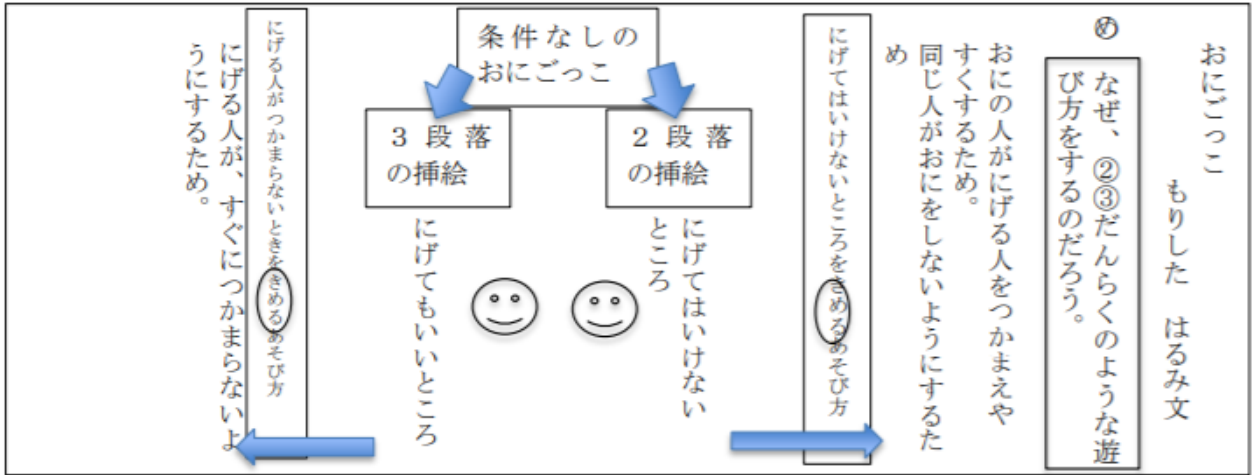 おにごっこ
もりした　はるみ文
め
なぜ、②③だんらくのような遊
び方をするのだろう。
おにの人がにげる人をつかまえや
すくするため。
同じ人がおにをしないようにするた
め
にげてはいけないところをきめるあそび方
条件なしの
おにごっこ
２段落
の挿絵
にげてはいけない
ところ
３段落
の挿絵
にげてもいいところ
にげる人がつかまらないときをきめるあそび方
にげる人が、すぐにつかまらないよ
うにするため。